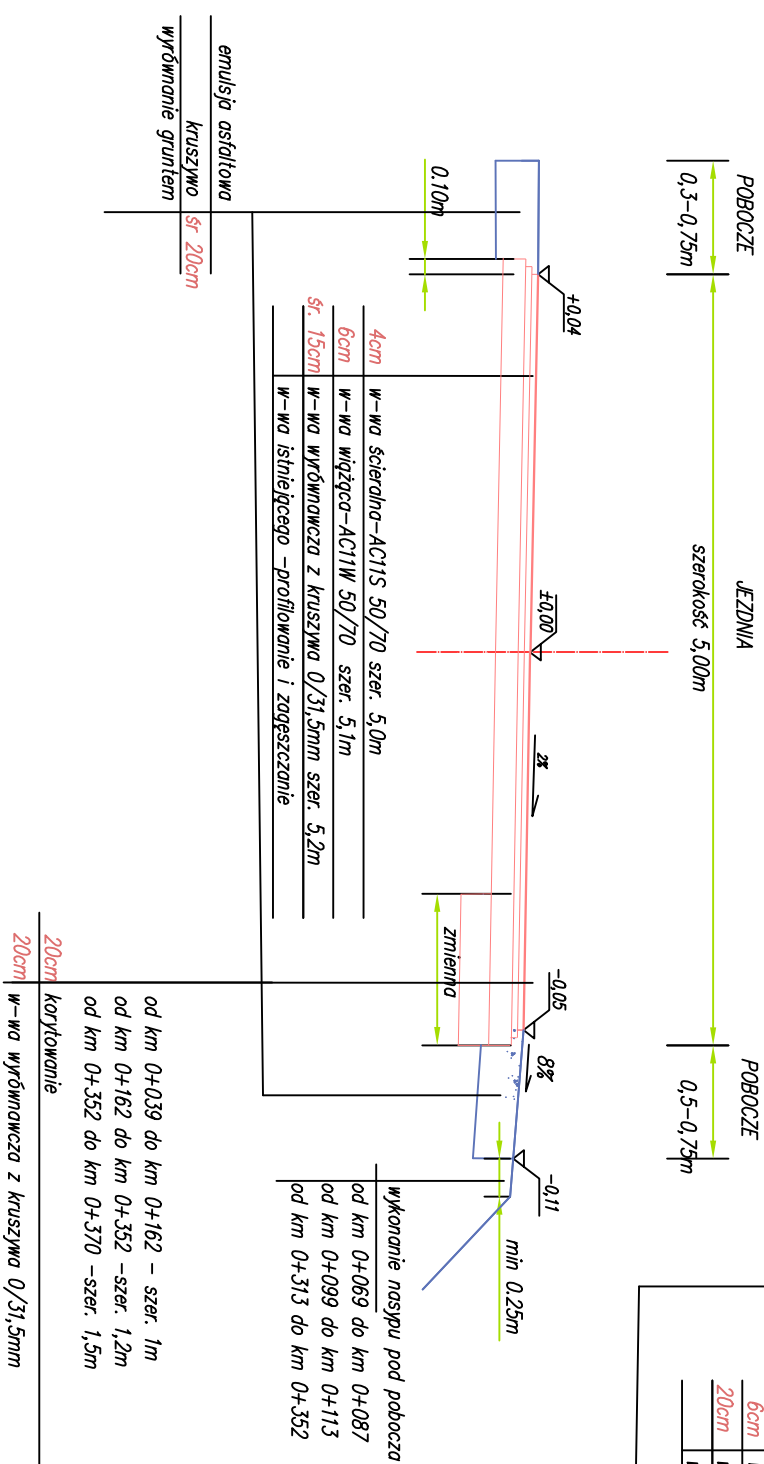 POBOCZE
0,3-0,75m
JEZDNIA
szerokość 5,00m
POBOCZE
0,5-0,75m
+0,04
±0,00
2%
-0,05
8%
-0,11
0.10m
zmienna
min 0.25m
4cm w-wa ścieralna-AC11S 50/70 szer. 5,0m
6cm w-wa wiążąca-AC11W 50/70 szer. 5,1m
śr. 15cm w-wa wyrównawcza z kruszywa 0/31,5mm szer. 5,2m
w-wa istniejącego -profilowanie i zagęszczanie
emulsja asfaltowa
kruszywo śr 20cm
wyrównanie gruntem
wykonanie nasypu pod pobocza
od km 0+069 do km 0+087
od km 0+099 do km 0+113
od km 0+313 do km 0+352
od km 0+039 do km 0+162 - szer. 1m
od km 0+162 do km 0+352 -szer. 1,2m
od km 0+352 do km 0+370 -szer. 1,5m
20cm korytowanie
20cm w-wa wyrównawcza z kruszywa 0/31,5mm
6cm
20cm